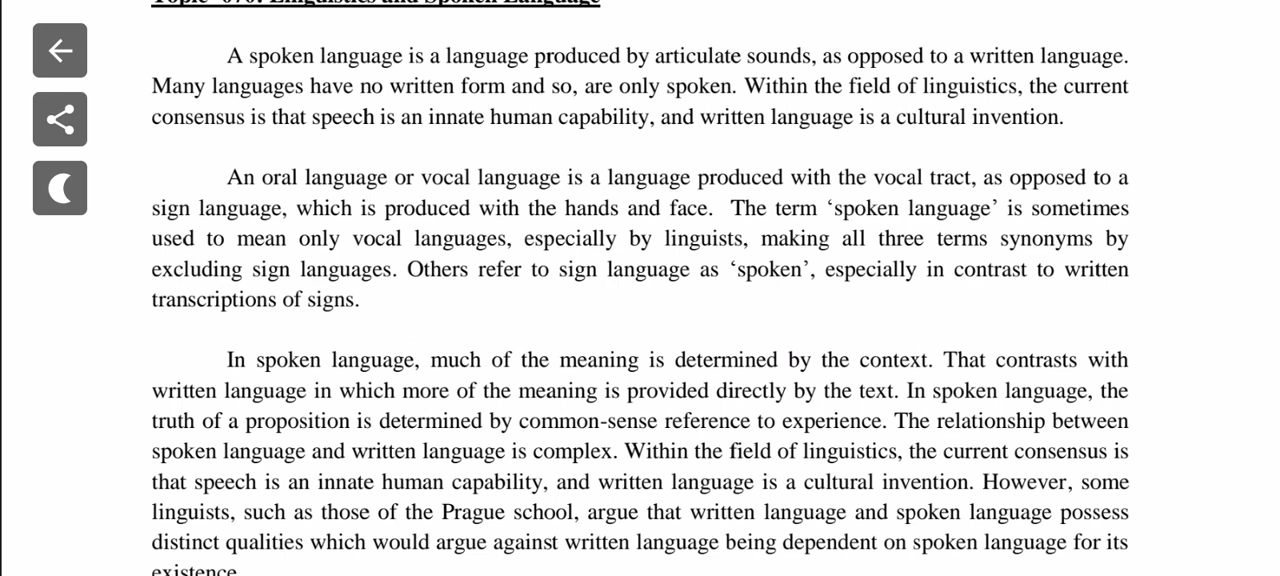 Topic- 070: Linguistics and Spoken Language
A spoken language is a language produced by articulate sounds, as opposed to a written language.
Many languages have no written form and so, are only spoken. Within the field of linguistics, the current
consensus is that speech is an innate human capability, and written language is a cultural invention.
An oral language or vocal language is a language produced with the vocal tract, as opposed to a
sign language, which is produced with the hands and face. The term ‘spoken language’ is sometimes
used to mean only vocal languages, especially by linguists, making all three terms synonyms by
excluding sign languages. Others refer to sign language as ‘spoken’, especially in contrast to written
transcriptions of signs.
In spoken language, much of the meaning is determined by the context. That contrasts with
written language in which more of the meaning is provided directly by the text. In spoken language, the
truth of a proposition is determined by common-sense reference to experience. The relationship between
spoken language and written language is complex. Within the field of linguistics, the current consensus is
that speech is an innate human capability, and written language is a cultural invention. However, some
linguists, such as those of the Prague school, argue that written language and spoken language possess
distinct qualities which would argue against written language being dependent on spoken language for its
existence